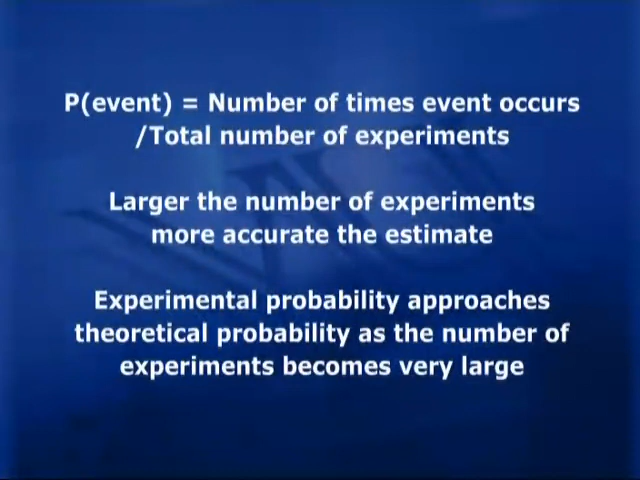 P(event) = Number of times event occurs
/Total number of experiments
Larger the number of experiments
more accurate the estimate
Experimental probability approaches
theoretical probability as the number of
experiments becomes very large